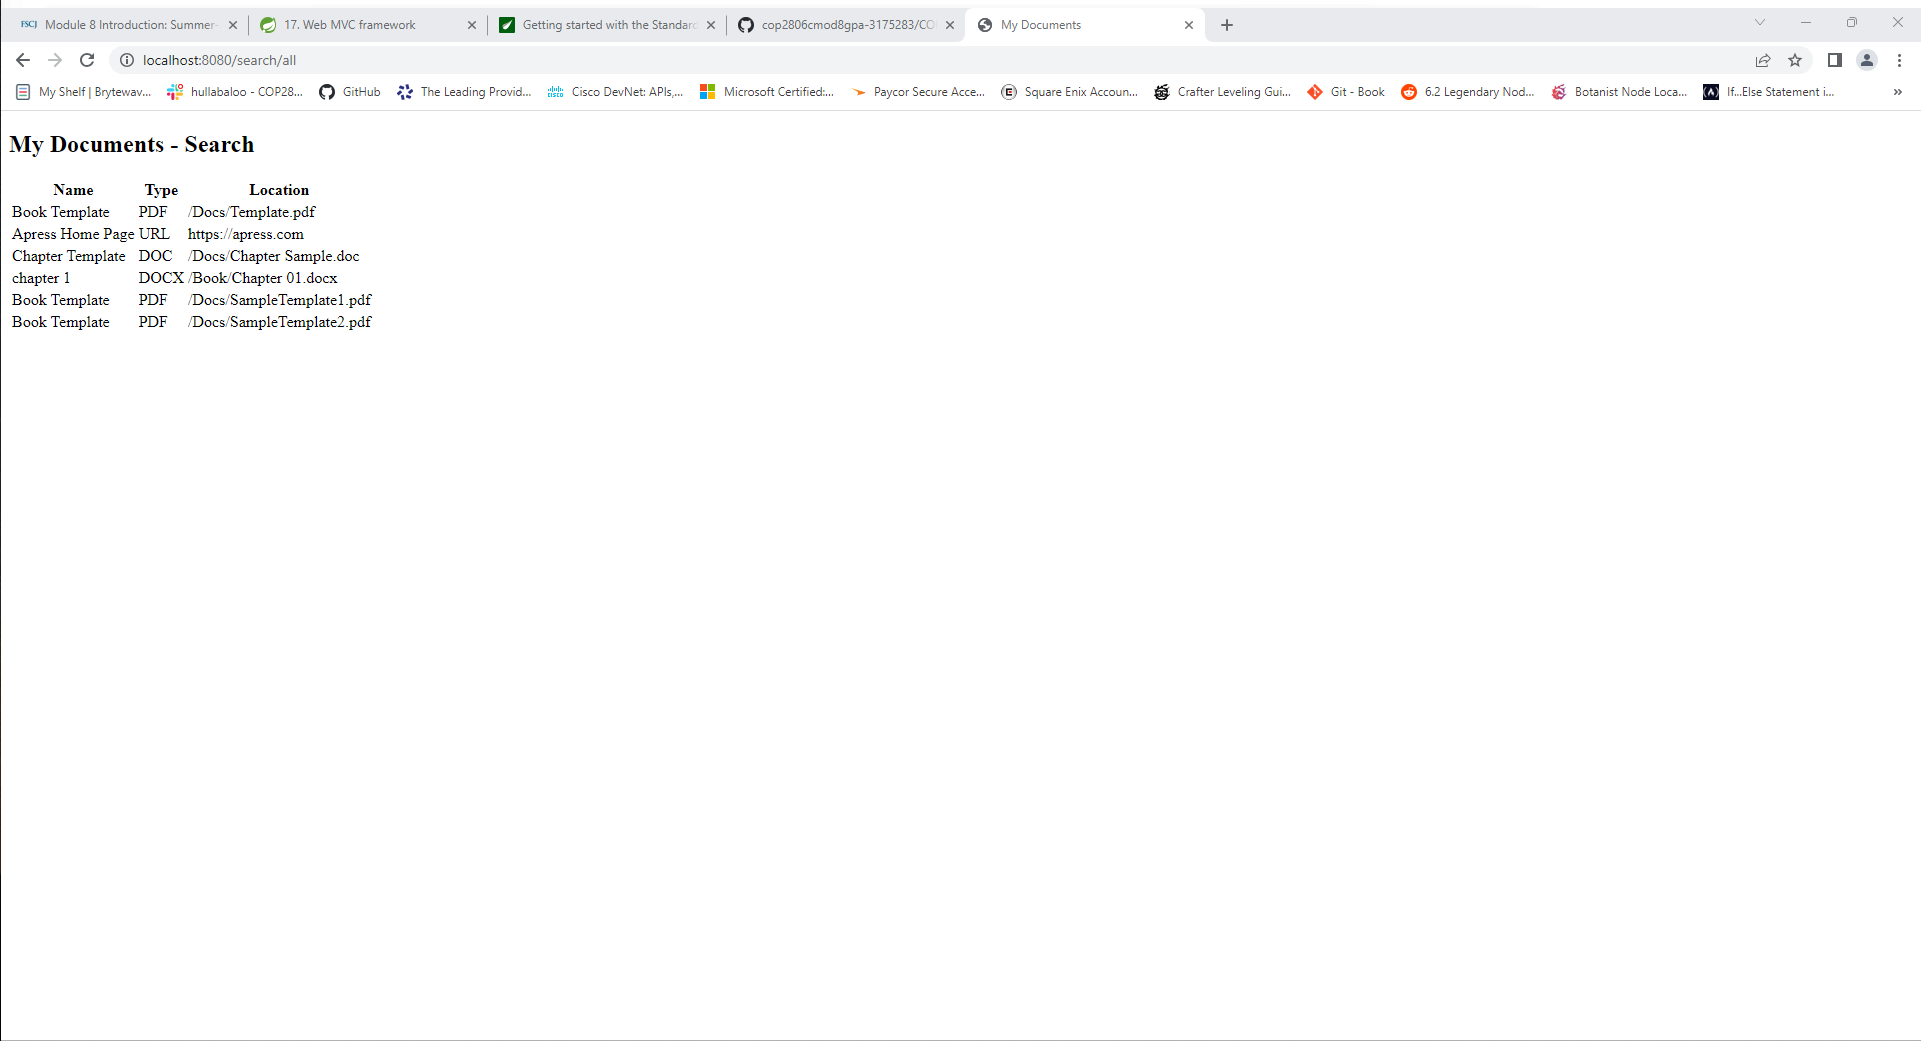 FSCJ Module 8 Introduction: Summer-
17. Web MVC framework
Getting started with the Standard
cop2806cmod8gpa-3175283/CO
My Documents
localhost:8080/search/all
My Shelf | Brytewav...
hullabaloo - COP28...
GitHub
The Leading Provid...
Cisco DevNet: APIs,...
Microsoft Certified:...
Paycor Secure Acce...
Square Enix Accoun...
Crafter Leveling Gui...
Git - Book
6.2 Legendary Nod...
Botanist Node Loca...
If...Else Statement i...
»
My Documents - Search
Name Type Location
Book Template PDF /Docs/Template.pdf
Apress Home Page URL https://apress.com
Chapter Template DOC /Docs/Chapter Sample.doc
chapter 1 DOCX /Book/Chapter 01.docx
Book Template PDF /Docs/SampleTemplate1.pdf
Book Template PDF /Docs/SampleTemplate2.pdf